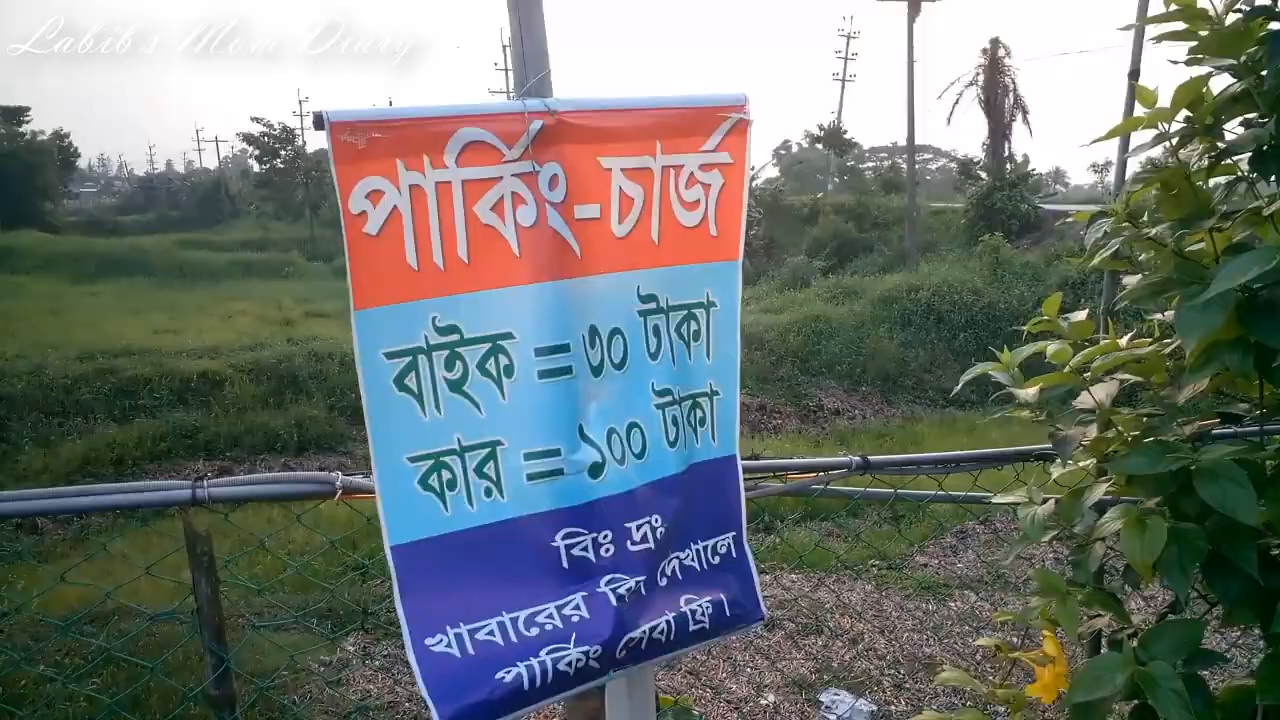 Labib's Mom Diary
পার্কিং-চার্জ
বাইক = ৩০ টাকা
কার = ১০০ টাকা
বিঃ দ্রঃ
খাবারের বিল দেখালে
পার্কিং সেবা ফ্রি।